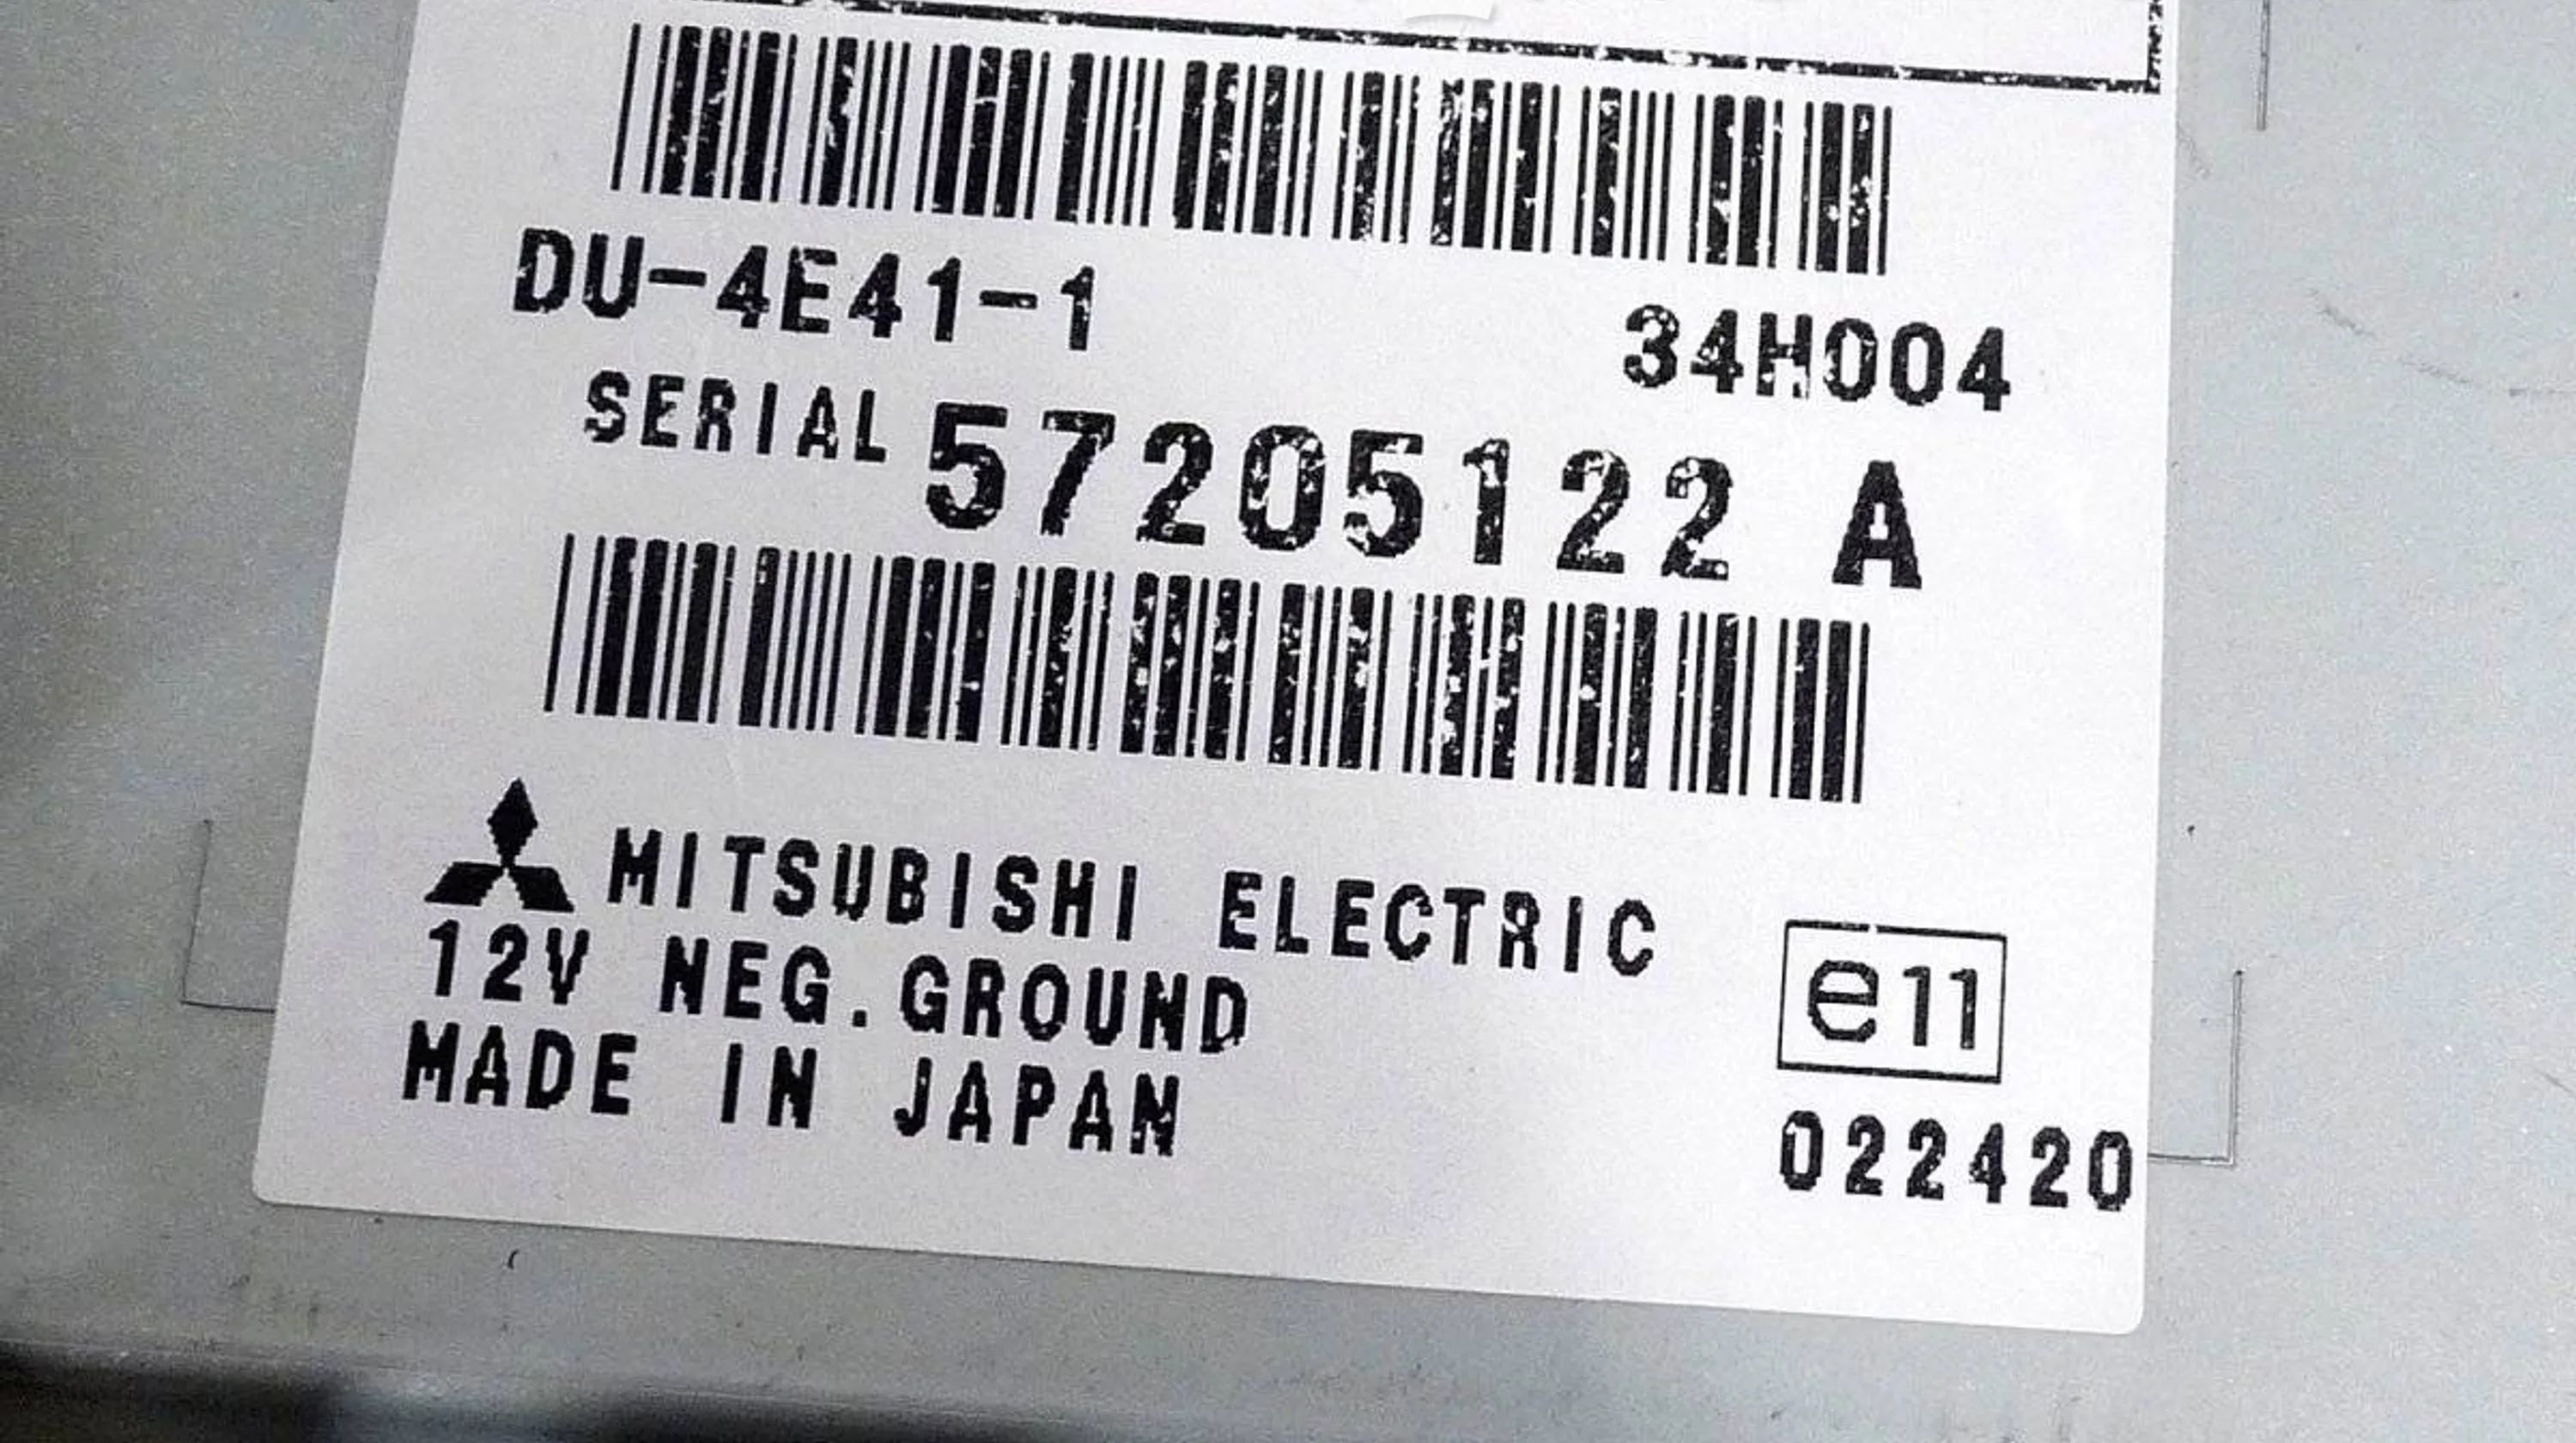 DU-4E41-1 34H004
SERIAL 57205122 A
MITSUBISHI ELECTRIC
12V NEG.GROUND
MADE IN JAPAN
e11
022420